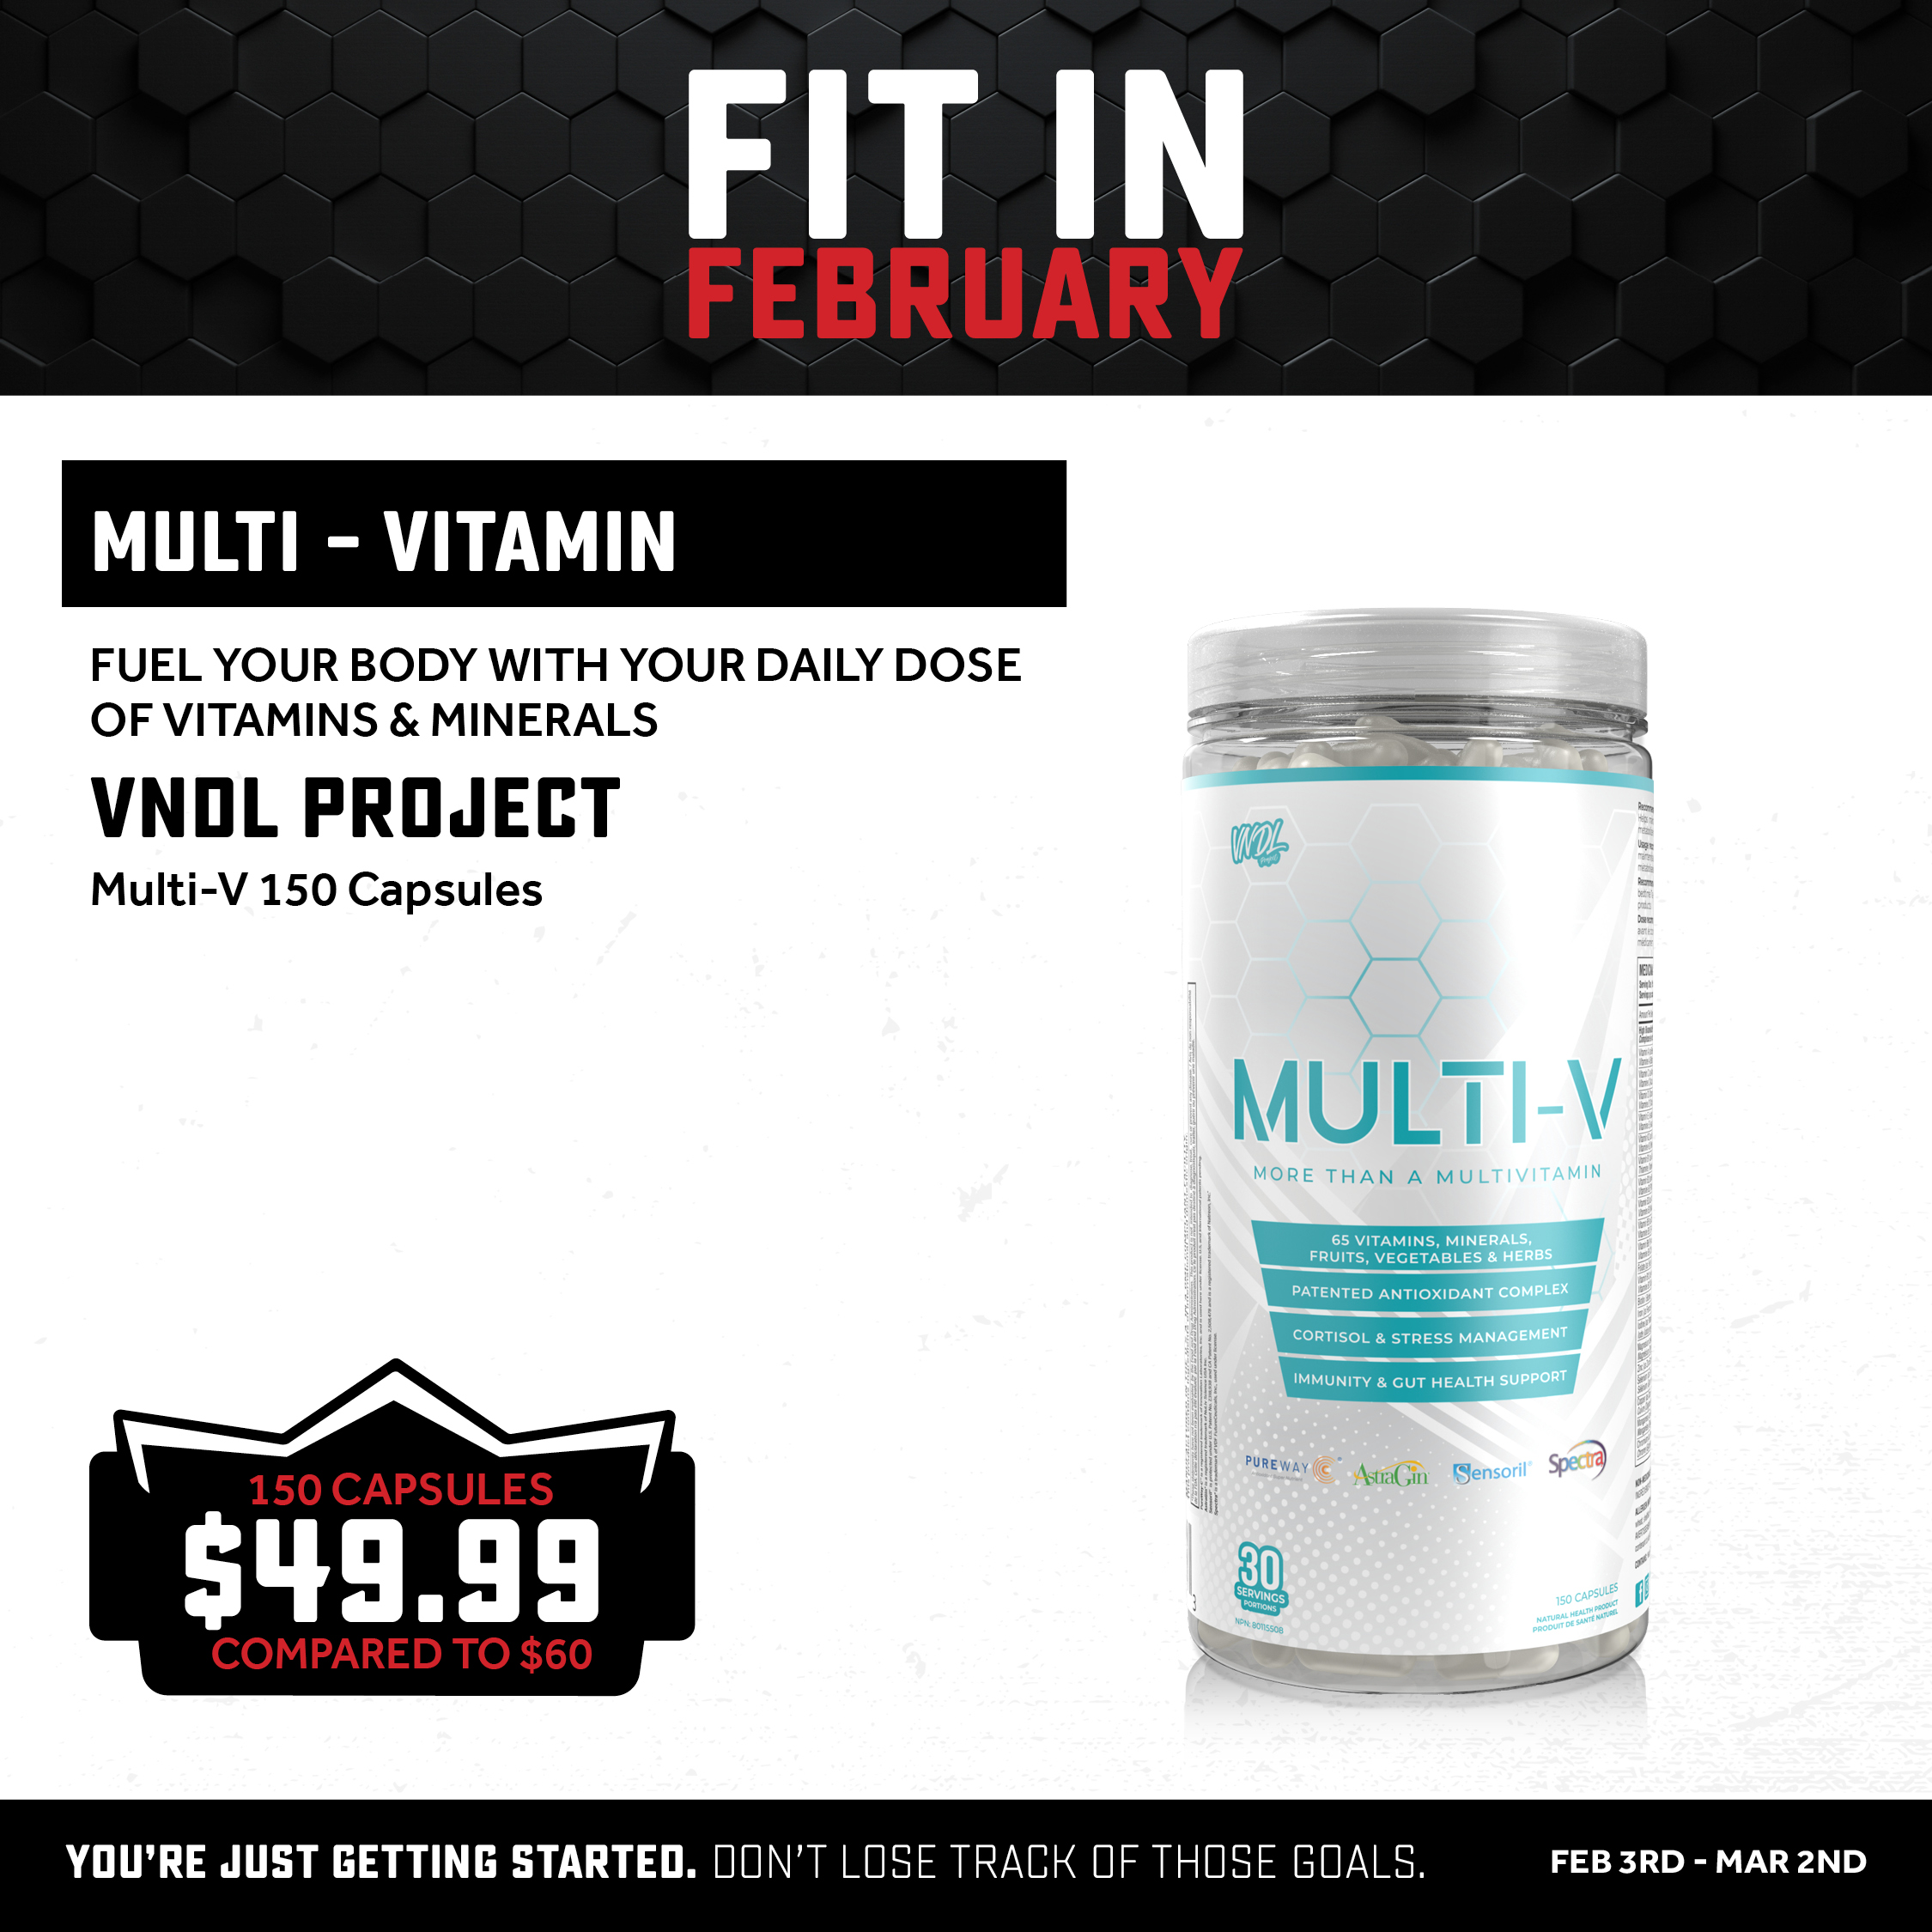 FIT IN
FEBRUARY
MULTI - VITAMIN
FUEL YOUR BODY WITH YOUR DAILY DOSE
OF VITAMINS & MINERALS
VNDL PROJECT
Multi-V 150 Capsules
150 CAPSULES
$49.99
COMPARED TO $60
VNDL
MULTI-V
MORE THAN A MULTIVITAMIN
65 VITAMINS, MINERALS,
FRUITS, VEGETABLES & HERBS
PATENTED ANTIOXIDANT COMPLEX
CORTISOL & STRESS MANAGEMENT
IMMUNITY & GUT HEALTH SUPPORT
PUREWAY C AstraGin Sensoril® Spectra
30
SERVINGS
PORTIONS
NPN: 80115508
150 CAPSULES
NATURAL HEALTH PRODUCT
PRODUIT DE SANTÉ NATUREL
YOU'RE JUST GETTING STARTED. DON'T LOSE TRACK OF THOSE GOALS.
FEB 3RD - MAR 2ND